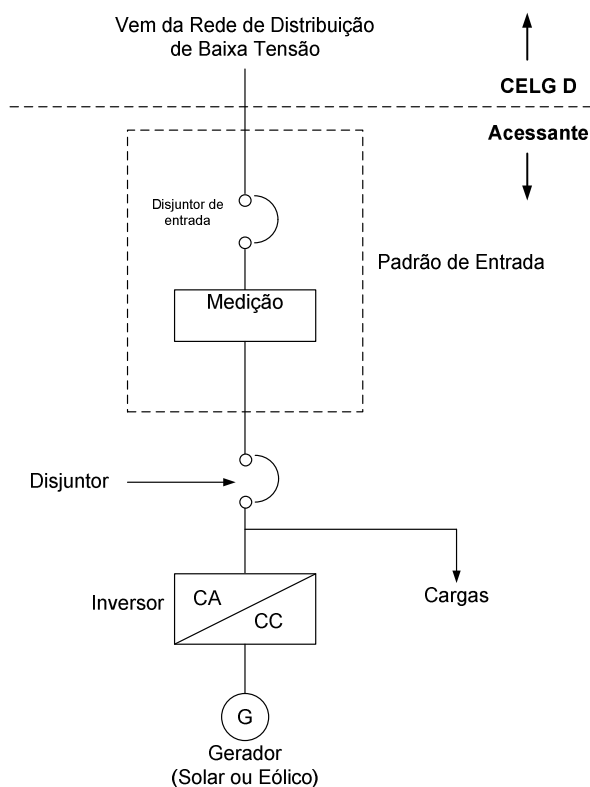 Vem da Rede de Distribuição
de Baixa Tensão
CELG D
Acessante
Disjuntor de
entrada
Padrão de Entrada
Medição
Disjuntor
Inversor
CA
CC
Cargas
G
Gerador
(Solar ou Eólico)